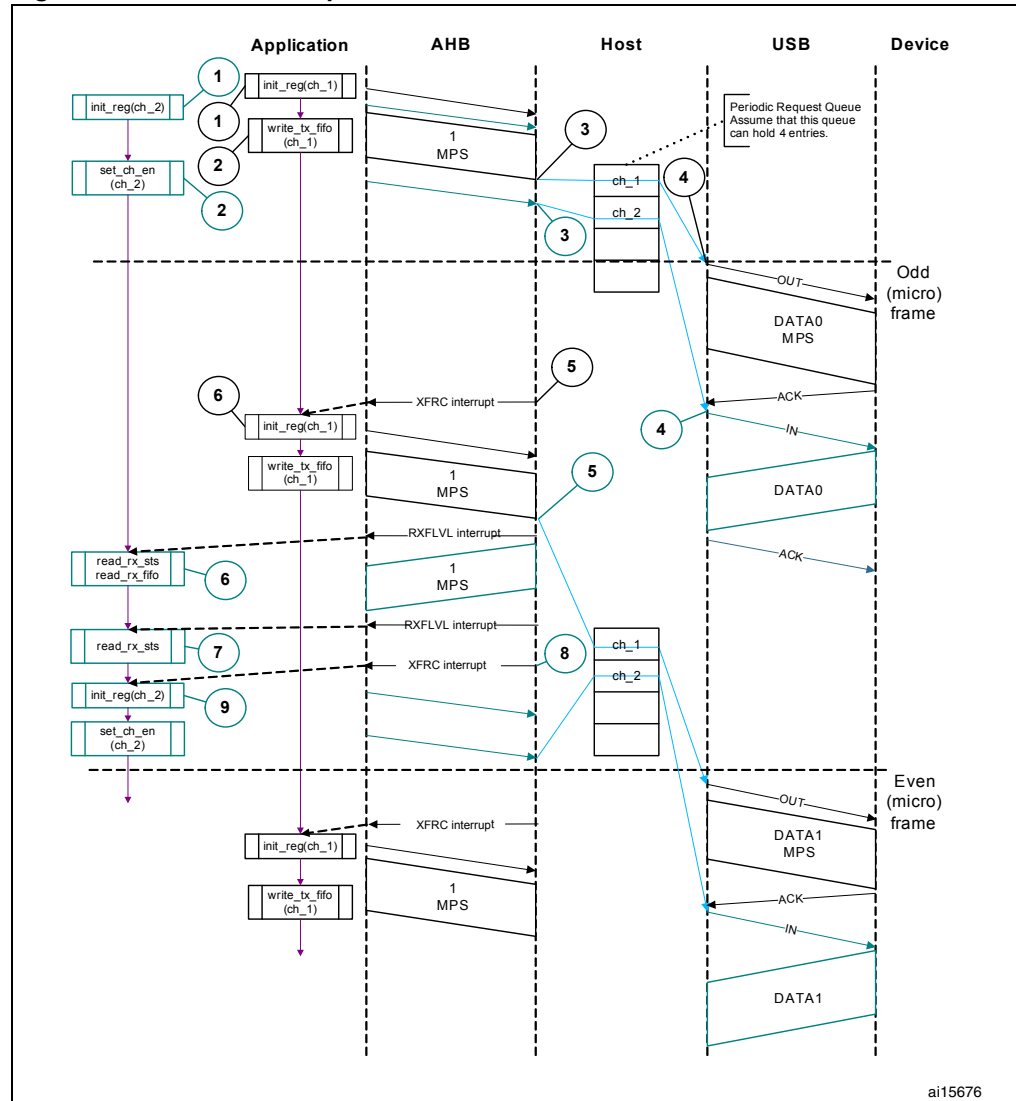 Application
AHB
Host
USB
Device
1
init_reg(ch_1)
init_reg(ch_2)
1
Periodic Request Queue
Assume that this queue
can hold 4 entries.
write_tx_fifo
(ch_1)
1
MPS
3
2
set_ch_en
(ch_2)
ch_1
4
2
ch_2
3
Odd
(micro)
frame
OUT
DATA0
MPS
5
6
XFRC interrupt
ACK
init_reg(ch_1)
4
IN
write_tx_fifo
(ch_1)
1
MPS
5
DATA0
RXFLVL interrupt
ACK
read_rx_sts
read_rx_fifo
6
1
MPS
RXFLVL interrupt
read_rx_sts
7
ch_1
8
XFRC interrupt
ch_2
init_reg(ch_2)
9
set_ch_en
(ch_2)
Even
(micro)
frame
OUT
XFRC interrupt
DATA1
MPS
init_reg(ch_1)
1
MPS
write_tx_fifo
(ch_1)
ACK
IN
DATA1
ai15676